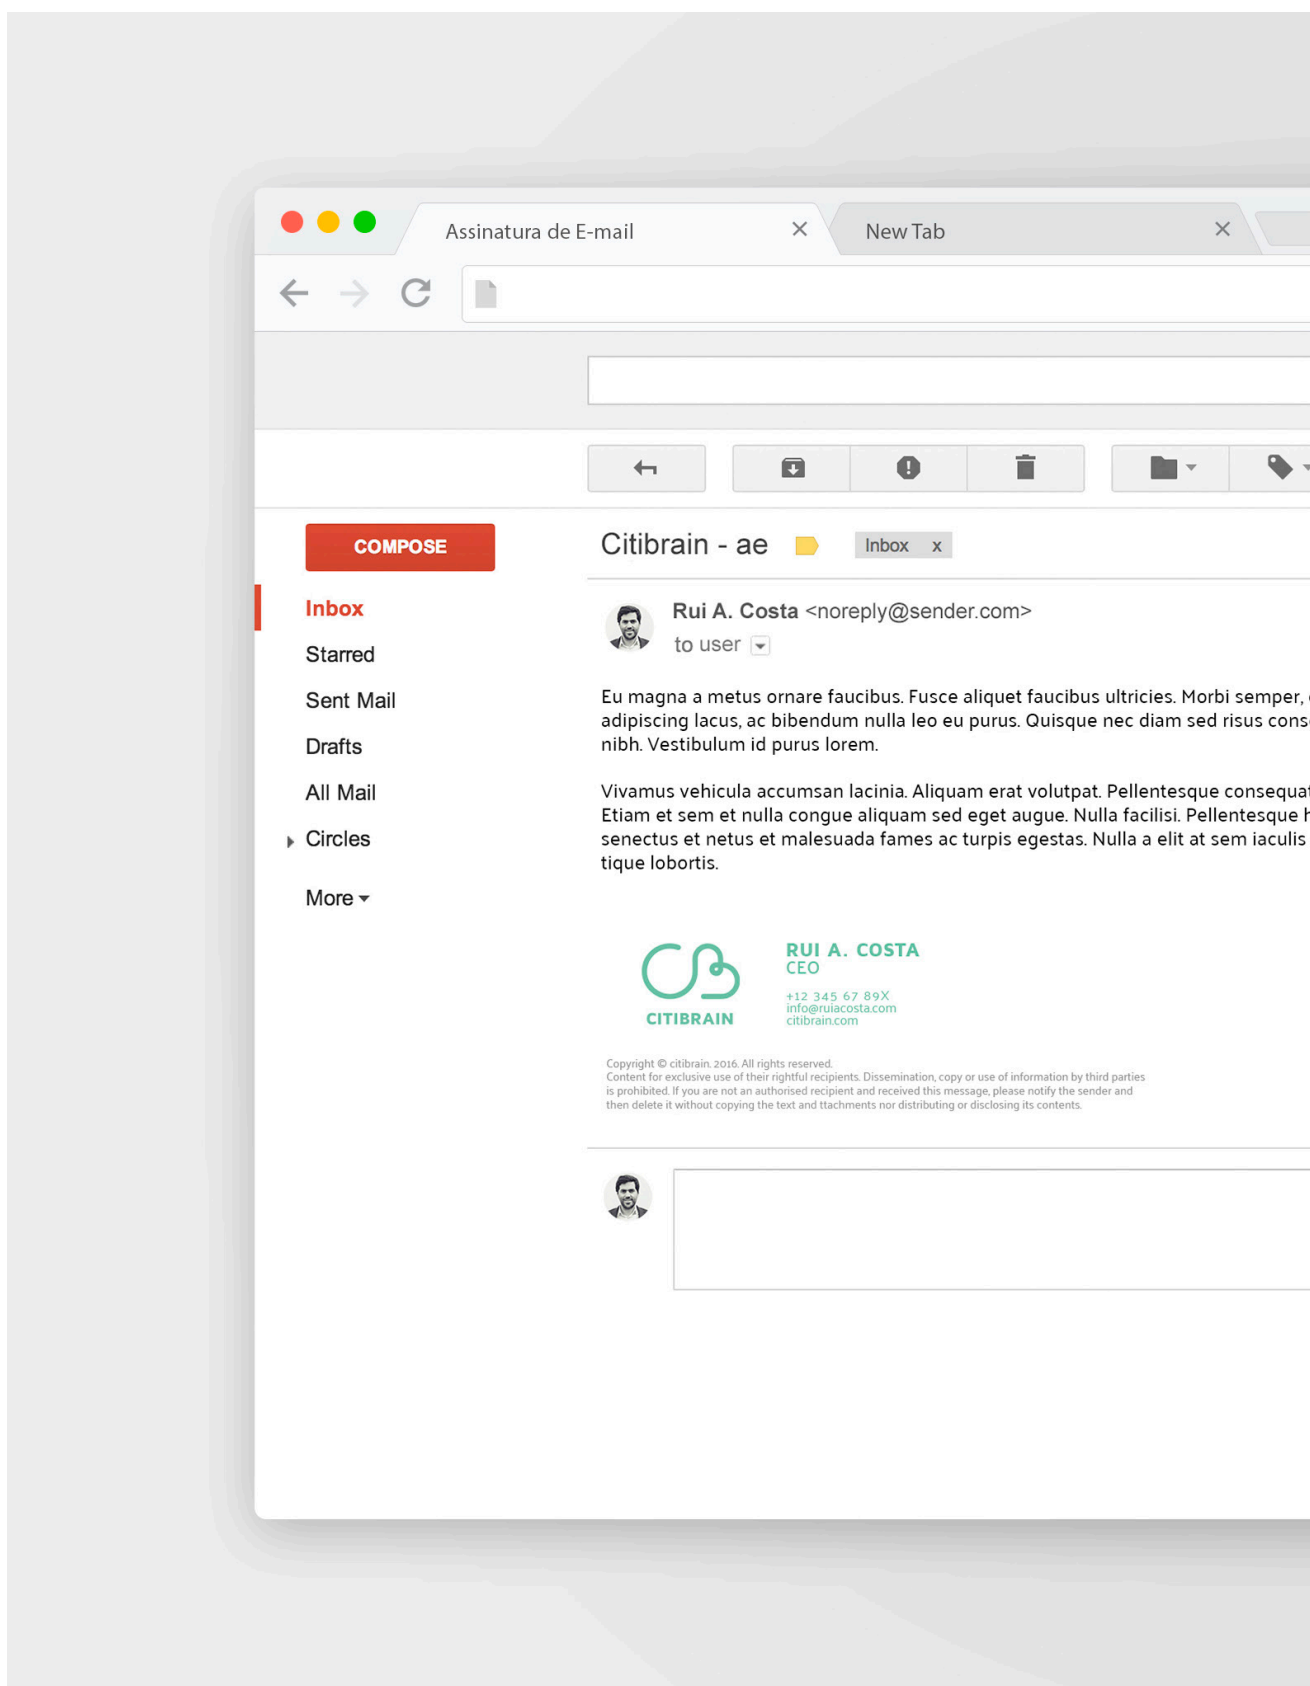 Assinatura de E-mail
New Tab
COMPOSE
Inbox
Starred
Sent Mail
Drafts
All Mail
Circles
More
Citibrain - ae
Inbox x
Rui A. Costa <noreply@sender.com>
to user
Eu magna a metus ornare faucibus. Fusce aliquet faucibus ultricies. Morbi semper,
adipiscing lacus, ac bibendum nulla leo eu purus. Quisque nec diam sed risus
nibh. Vestibulum id purus lorem.
Vivamus vehicula accumsan lacinia. Aliquam erat volutpat. Pellentesque consequat
Etiam et sem et nulla congue aliquam sed eget augue. Nulla facilisi. Pellentesque
senectus et netus et malesuada fames ac turpis egestas. Nulla a elit at sem iaculis
tique lobortis.
CITIBRAIN
RUI A. COSTA
CEO
+12 345 67 89X
info@ruiacosta.com
citibrain.com
Copyright © citibrain. 2016. All rights reserved.
Content for exclusive use of their rightful recipients. Dissemination, copy or use of information by third parties
is prohibited. If you are not an authorised recipient and received this message, please notify the sender and
then delete it without copying the text and ttachments nor distributing or disclosing its contents.